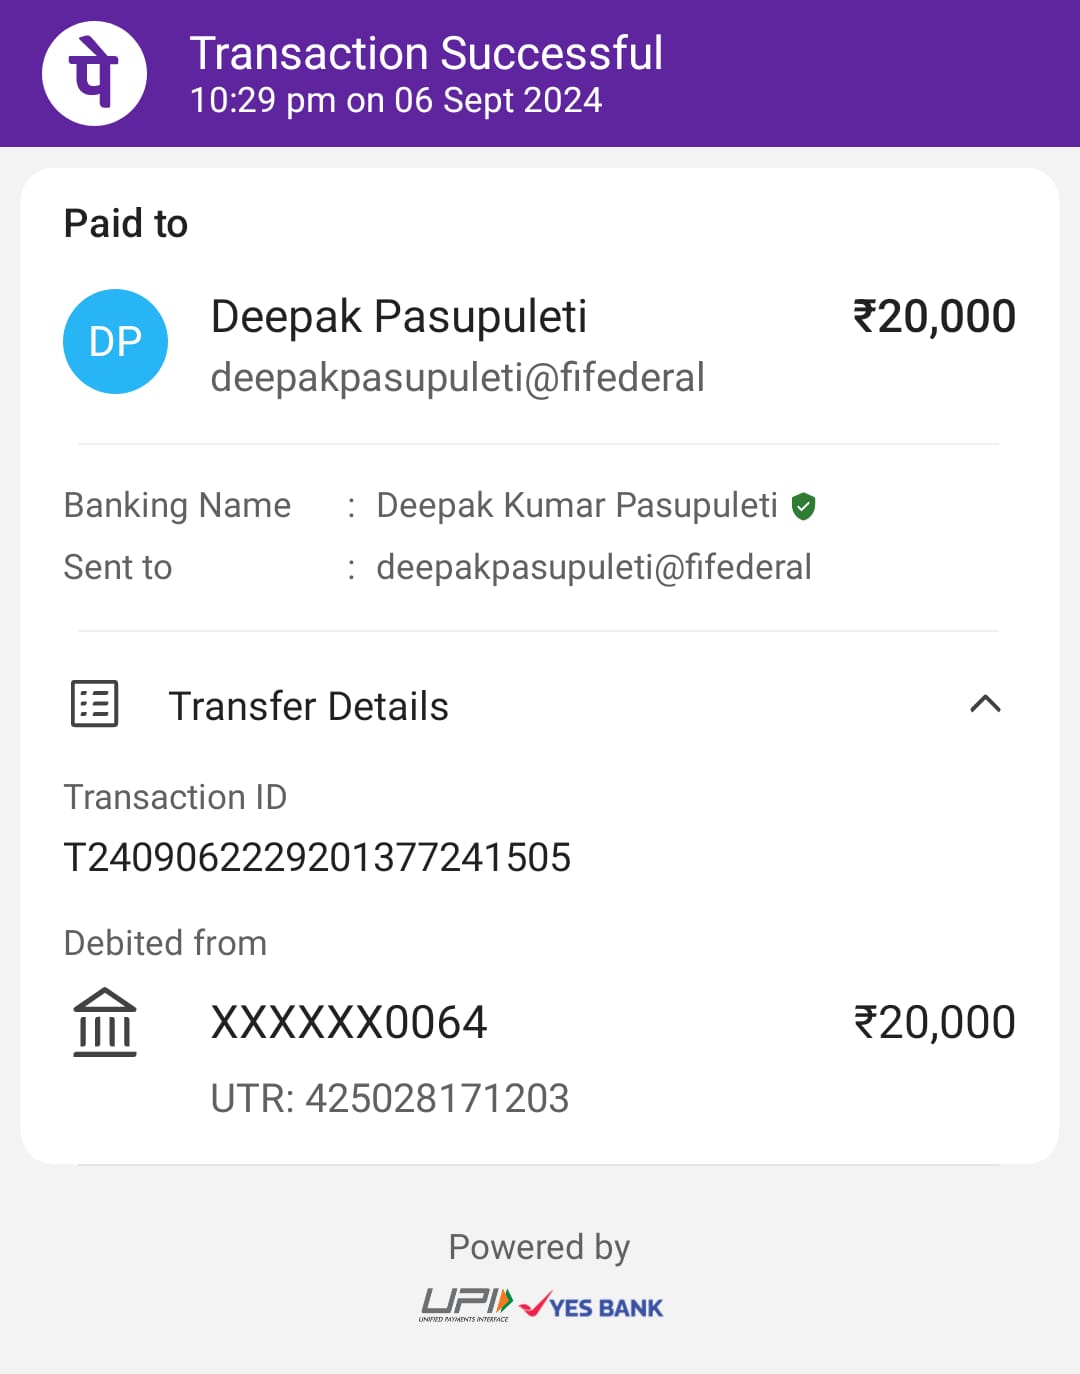 पे
Transaction Successful
10:29 pm on 06 Sept 2024
Paid to
DP
Deepak Pasupuleti ₹20,000
deepakpasupuleti@fifederal
Banking Name : Deepak Kumar Pasupuleti
Sent to : deepakpasupuleti@fifederal
Transfer Details
Transaction ID
T2409062229201377241505
Debited from
XXXXXX0064 ₹20,000
UTR: 425028171203
Powered by
UPI YES BANK
UNIFIED PAYMENTS INTERFACE